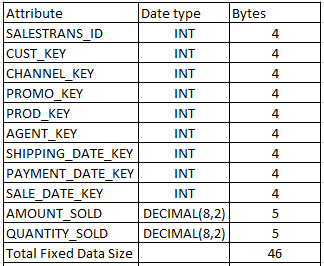 Attribute Date type Bytes
SALESTRANS_ID INT 4
CUST_KEY INT 4
CHANNEL_KEY INT 4
PROMO_KEY INT 4
PROD_KEY INT 4
AGENT_KEY INT 4
SHIPPING_DATE_KEY INT 4
PAYMENT_DATE_KEY INT 4
SALE_DATE_KEY INT 4
AMOUNT_SOLD DECIMAL(8,2) 5
QUANTITY_SOLD DECIMAL(8,2) 5
Total Fixed Data Size 46